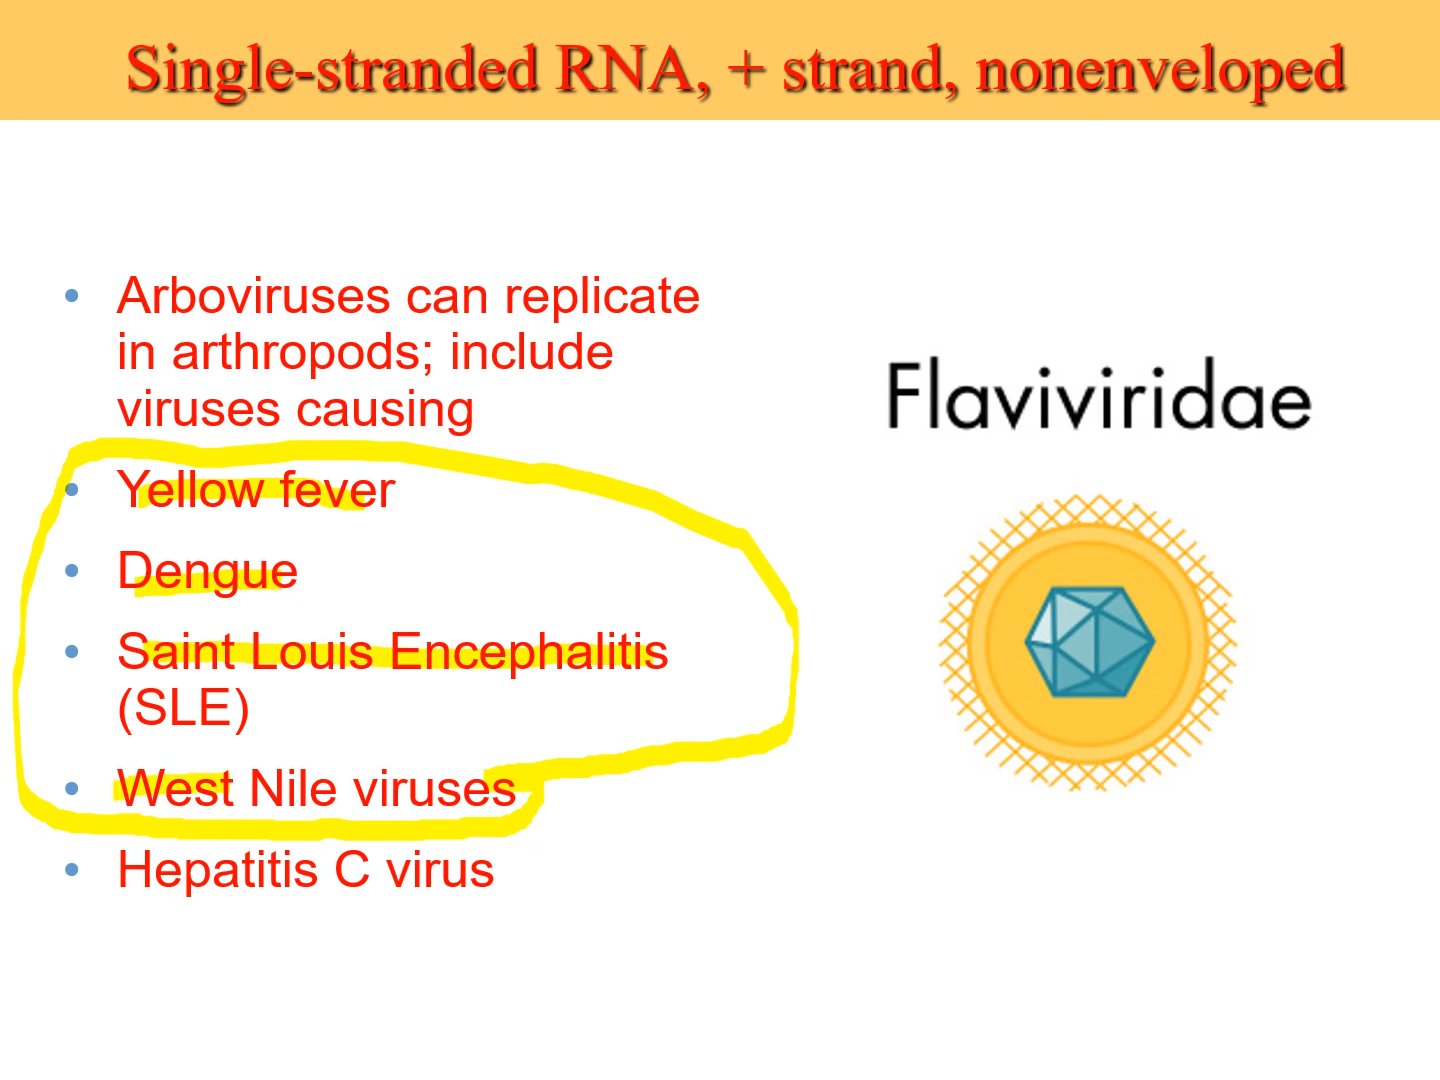 Single-stranded RNA, + strand, nonenveloped
• Arboviruses can replicate
in arthropods; include
viruses causing
• Yellow fever
• Dengue
• Saint Louis Encephalitis
(SLE)
• West Nile viruses
• Hepatitis C virus
Flaviviridae